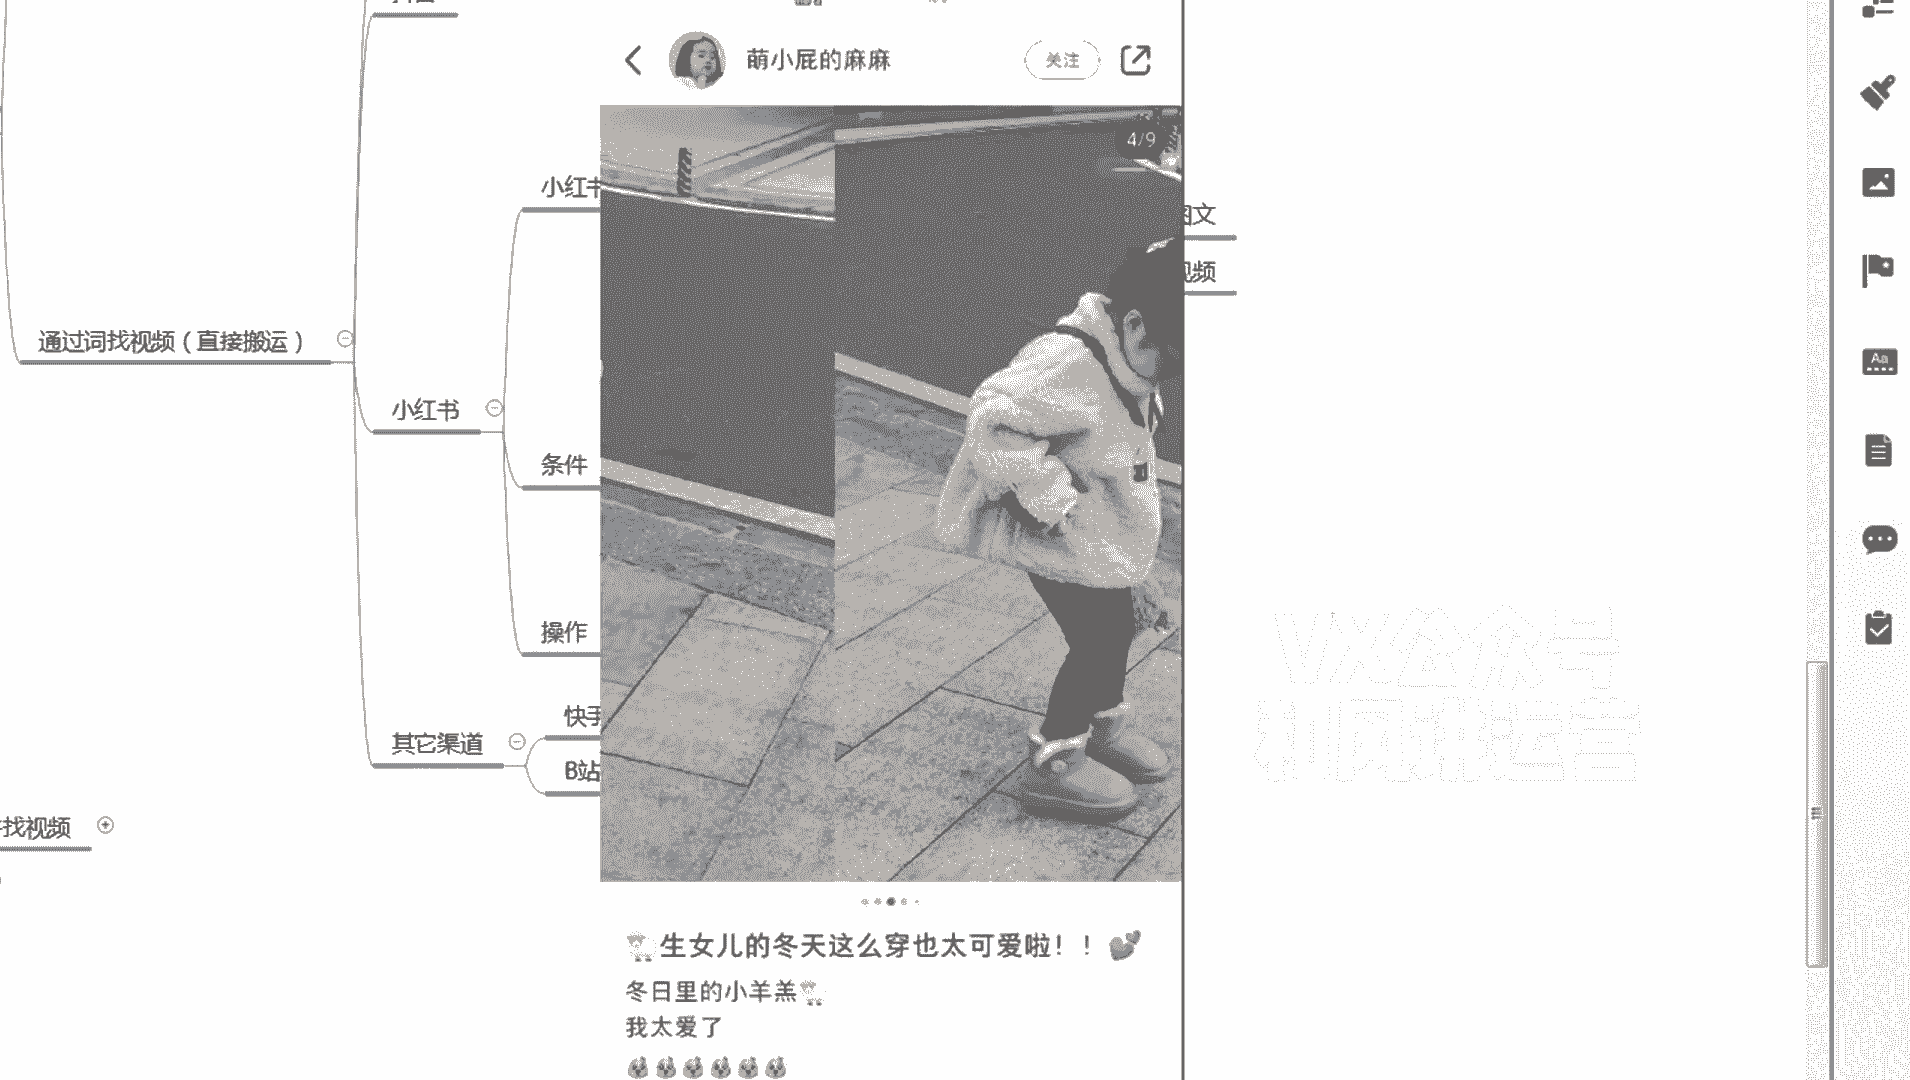 萌小屁的麻麻
关注
4/9
小红书
图文
视频
通过词找视频（直接搬运）
小红书
条件
操作
快手
其它渠道
B站
找视频
VX公众号
和风讲运营
🐑生女儿的冬天这么穿也太可爱啦！！💕
冬日里的小羊羔🐑
我太爱了
Aa